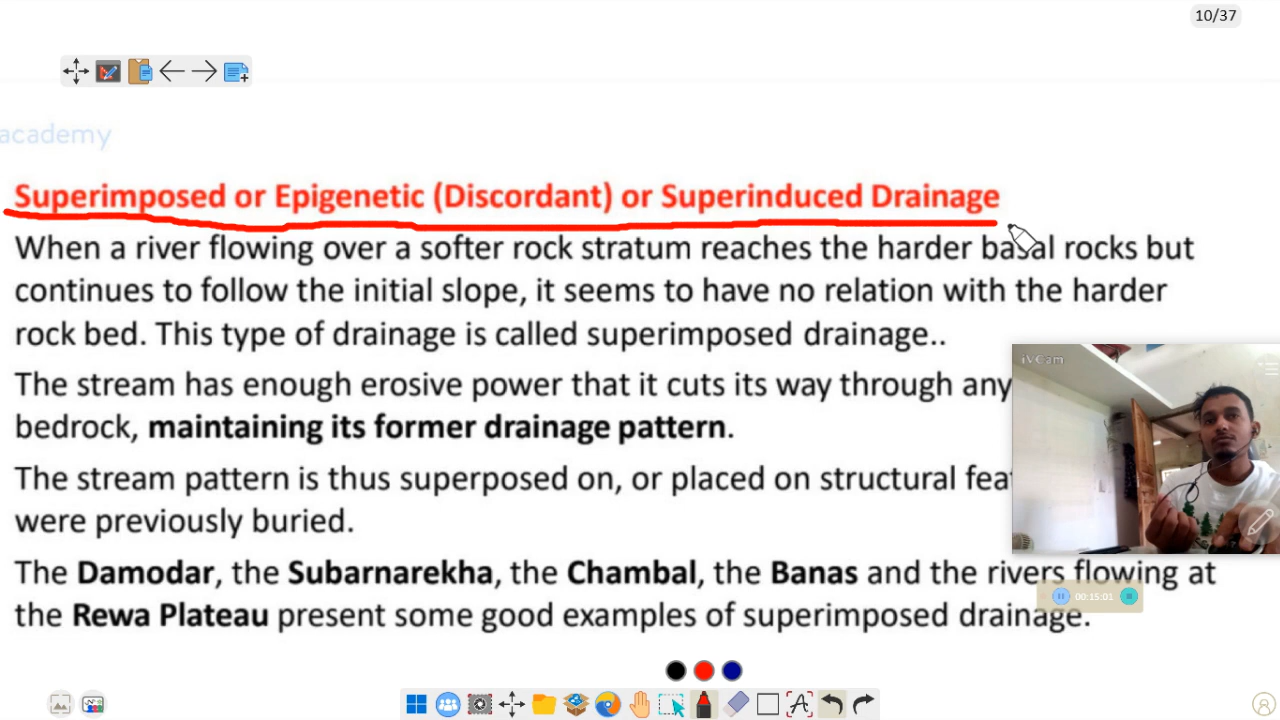 10/37
academy
Superimposed or Epigenetic (Discordant) or Superinduced Drainage
When a river flowing over a softer rock stratum reaches the harder basal rocks but
continues to follow the initial slope, it seems to have no relation with the harder
rock bed. This type of drainage is called superimposed drainage..
iVCam
The stream has enough erosive power that it cuts its way through any
bedrock, maintaining its former drainage pattern.
The stream pattern is thus superposed on, or placed on structural fea
were previously buried.
The Damodar, the Subarnarekha, the Chambal, the Banas and the rivers flowing at
00:15:01
the Rewa Plateau present some good examples of superimposed drainage.